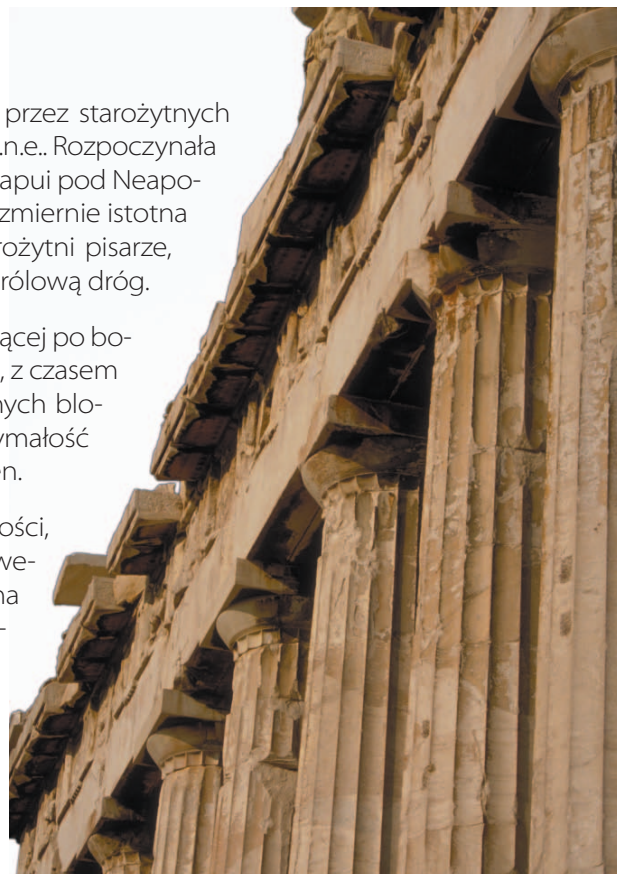 przez starożytnych
.n.e.. Rozpoczynała
apui pod Neapo-
zmiernie istotna
rożytni pisarze,
rólową dróg.
ącej po bo-
, z czasem
nych blo-
ymałość
en.
ości,
we-
na
-